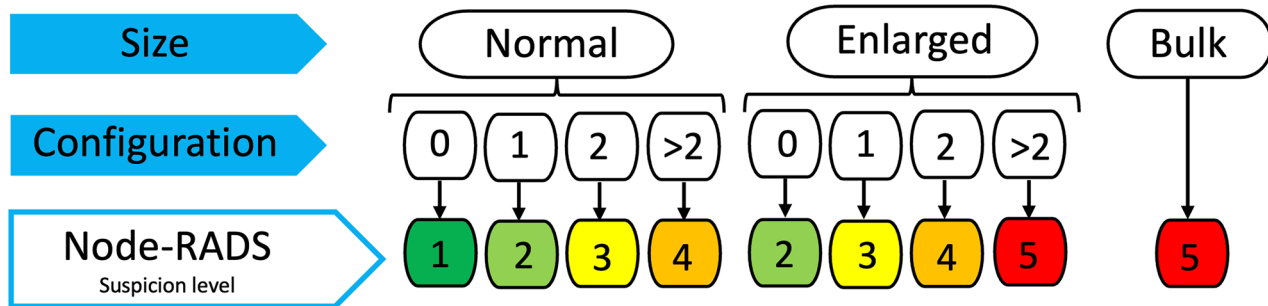 Size Normal Enlarged Bulk
Configuration 0 1 2 >2 0 1 2 >2
Node-RADS 1 2 3 4 2 3 4 5 5
Suspicion level